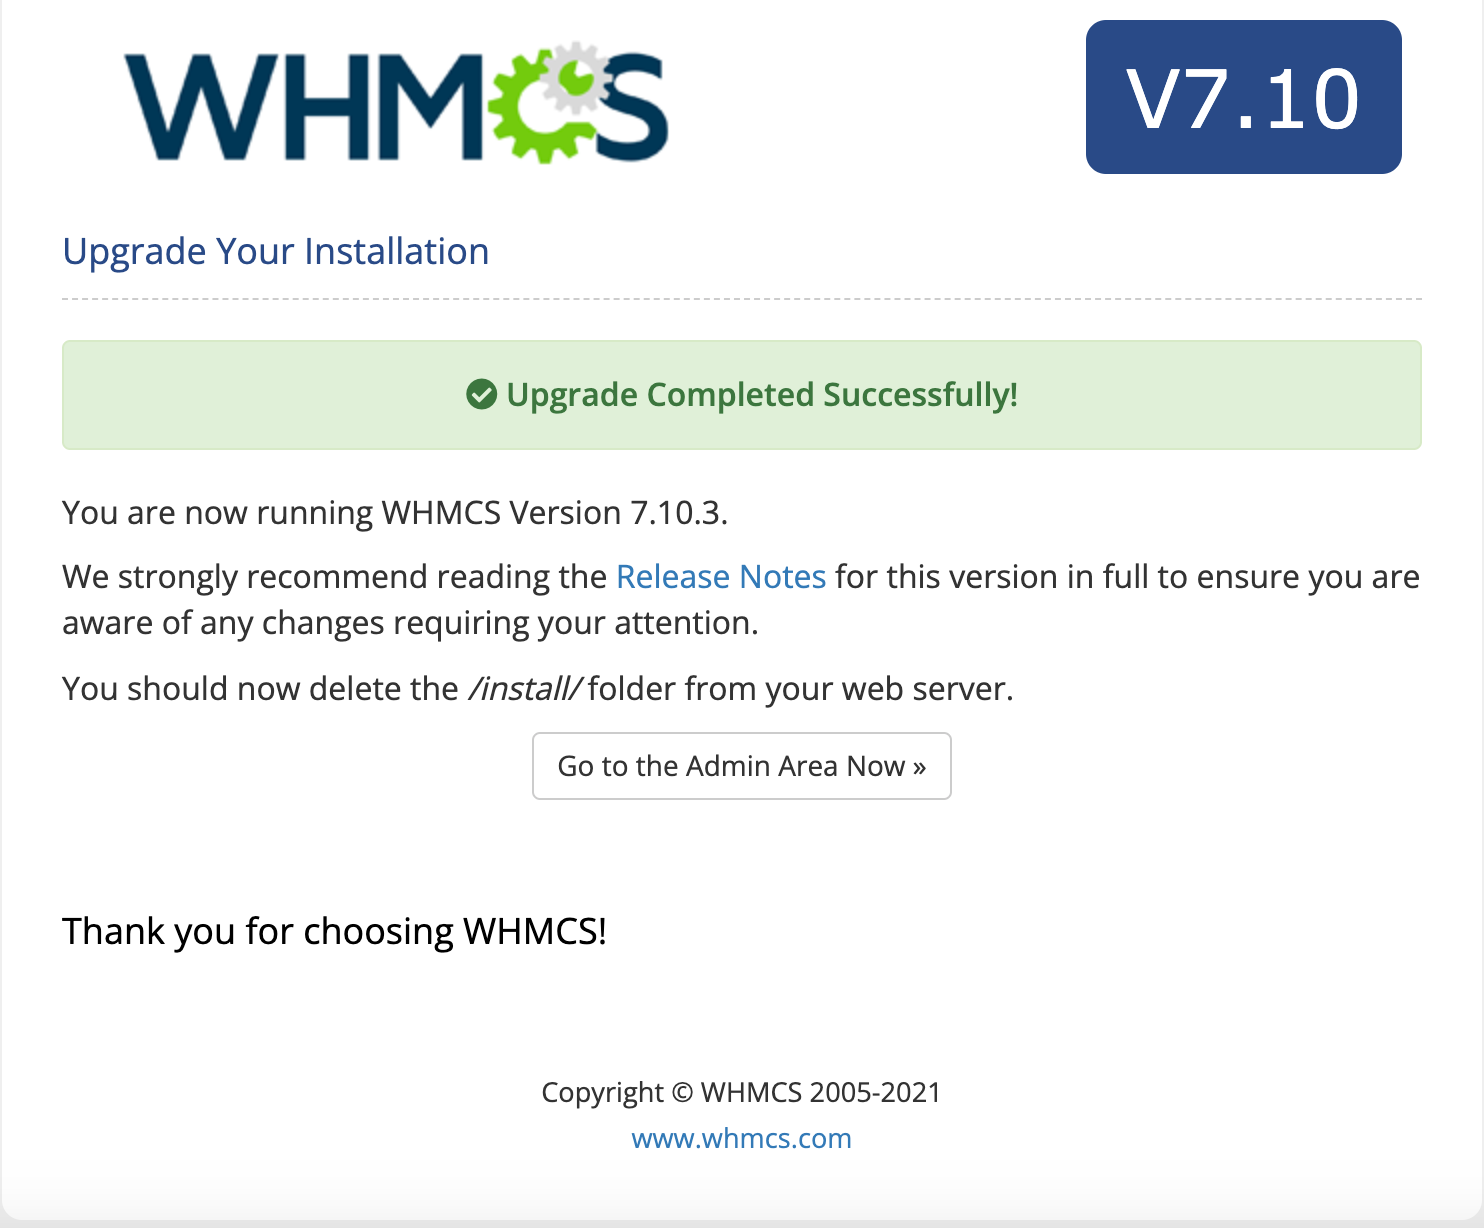 WHMCS
V7.10
Upgrade Your Installation
Upgrade Completed Successfully!
You are now running WHMCS Version 7.10.3.
We strongly recommend reading the Release Notes for this version in full to ensure you are
aware of any changes requiring your attention.
You should now delete the /install/ folder from your web server.
Go to the Admin Area Now »
Thank you for choosing WHMCS!
Copyright © WHMCS 2005-2021
www.whmcs.com